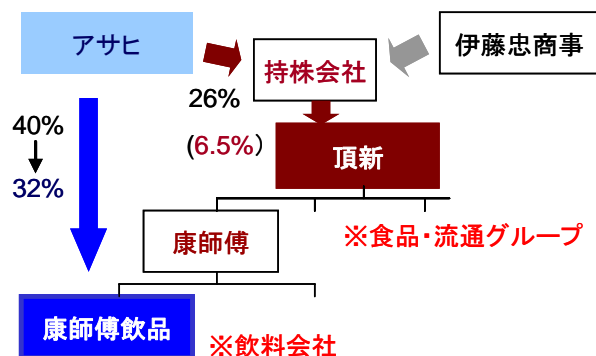 アサヒ
伊藤忠商事
持株会社
26%
(6.5%)
40%
32%
頂新
康師傅
※食品・流通グループ
康師傅飲品
※飲料会社